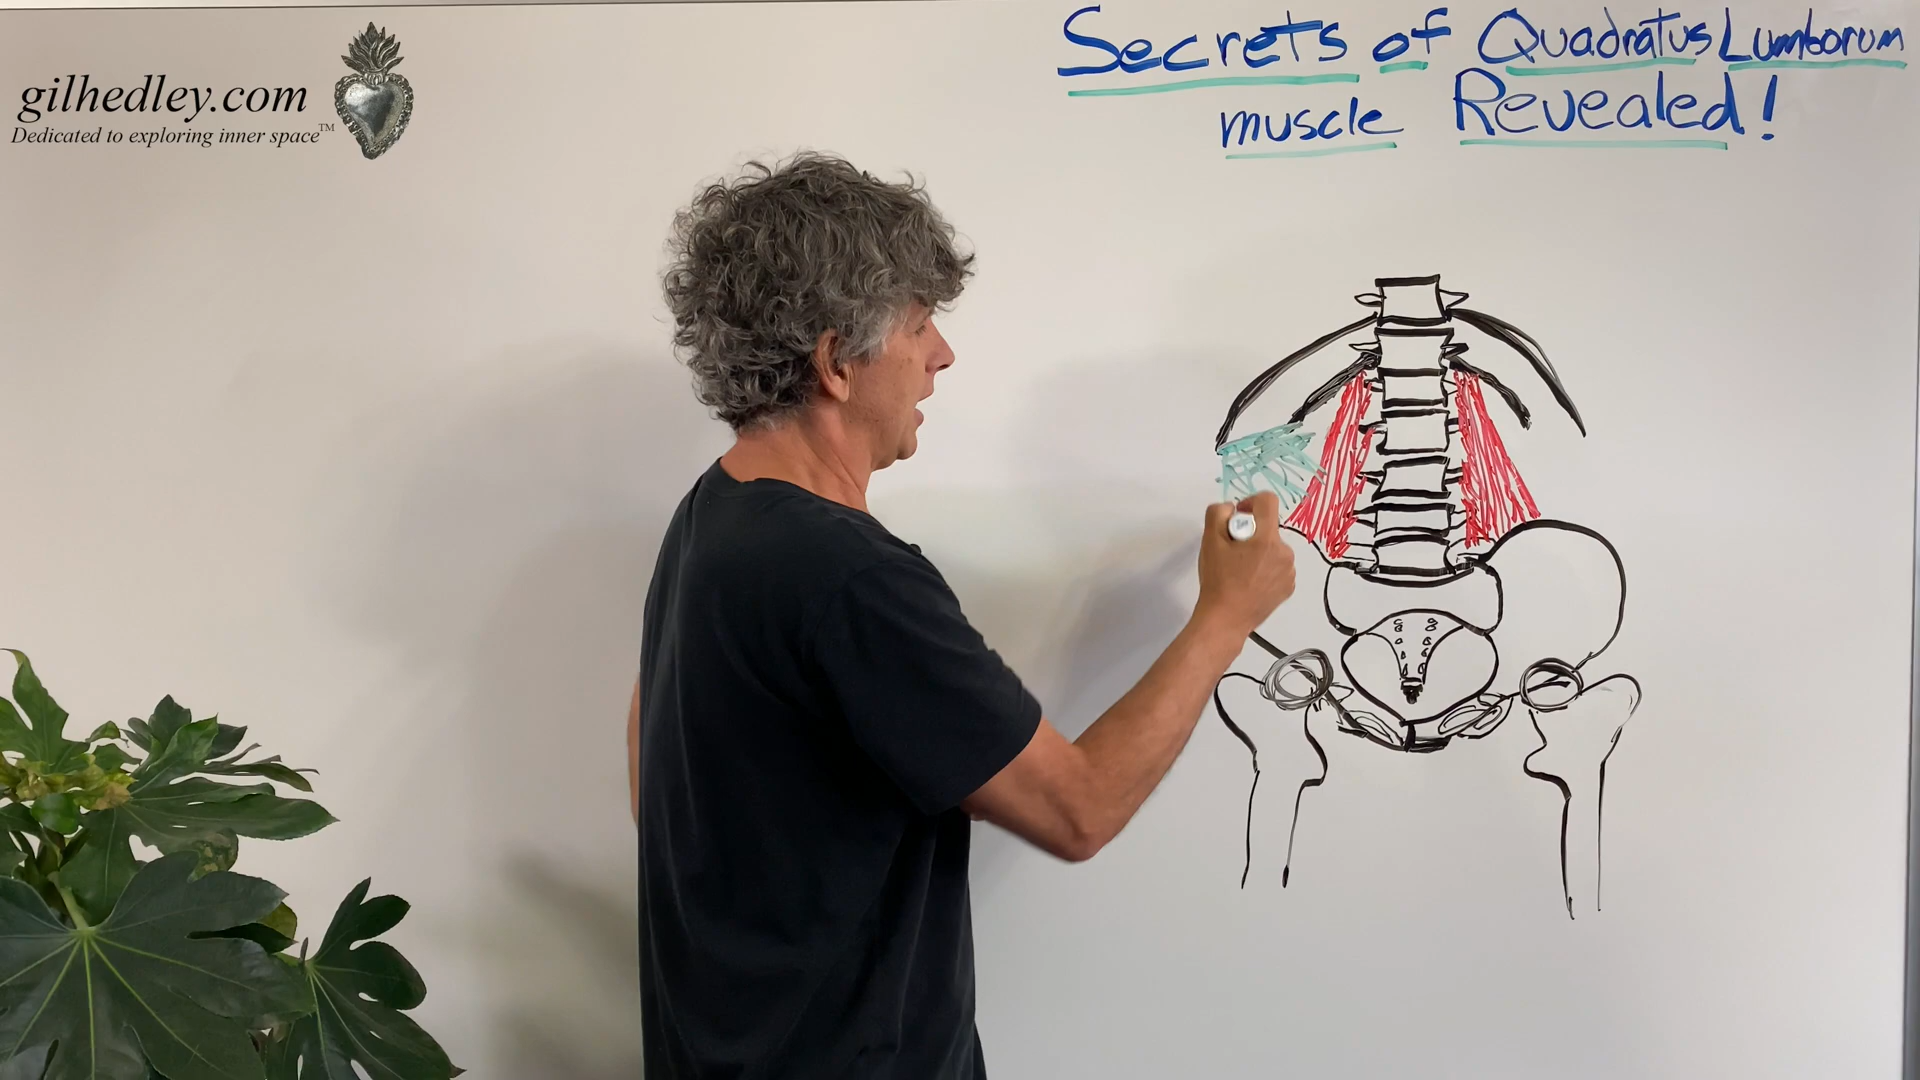 gilhedley.com
Dedicated to exploring inner space™
Secrets of Quadratus Lumborum
muscle Revealed!